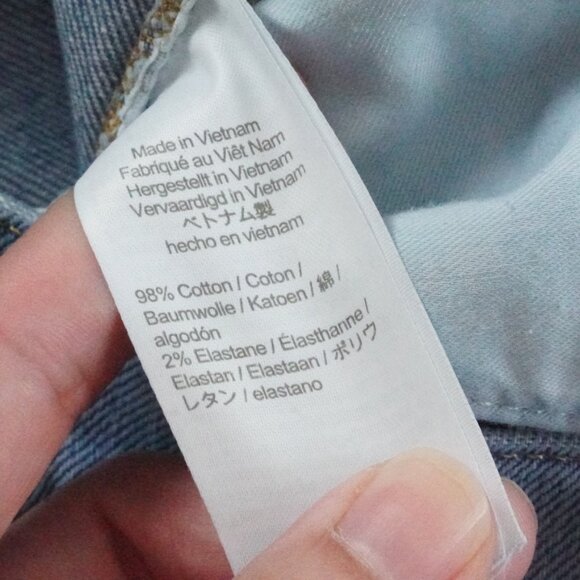 Made in Vietnam
Fabriqué au Viêt Nam
Hergestellt in Vietnam
Vervaardigd in Vietnam
ベトナム製
hecho en vietnam
98% Cotton / Coton /
Baumwolle / Katoen / 綿 /
algodón
2% Elastane / Élasthanne /
Elastan / Elastaan / ポリウ
レタン / elastano